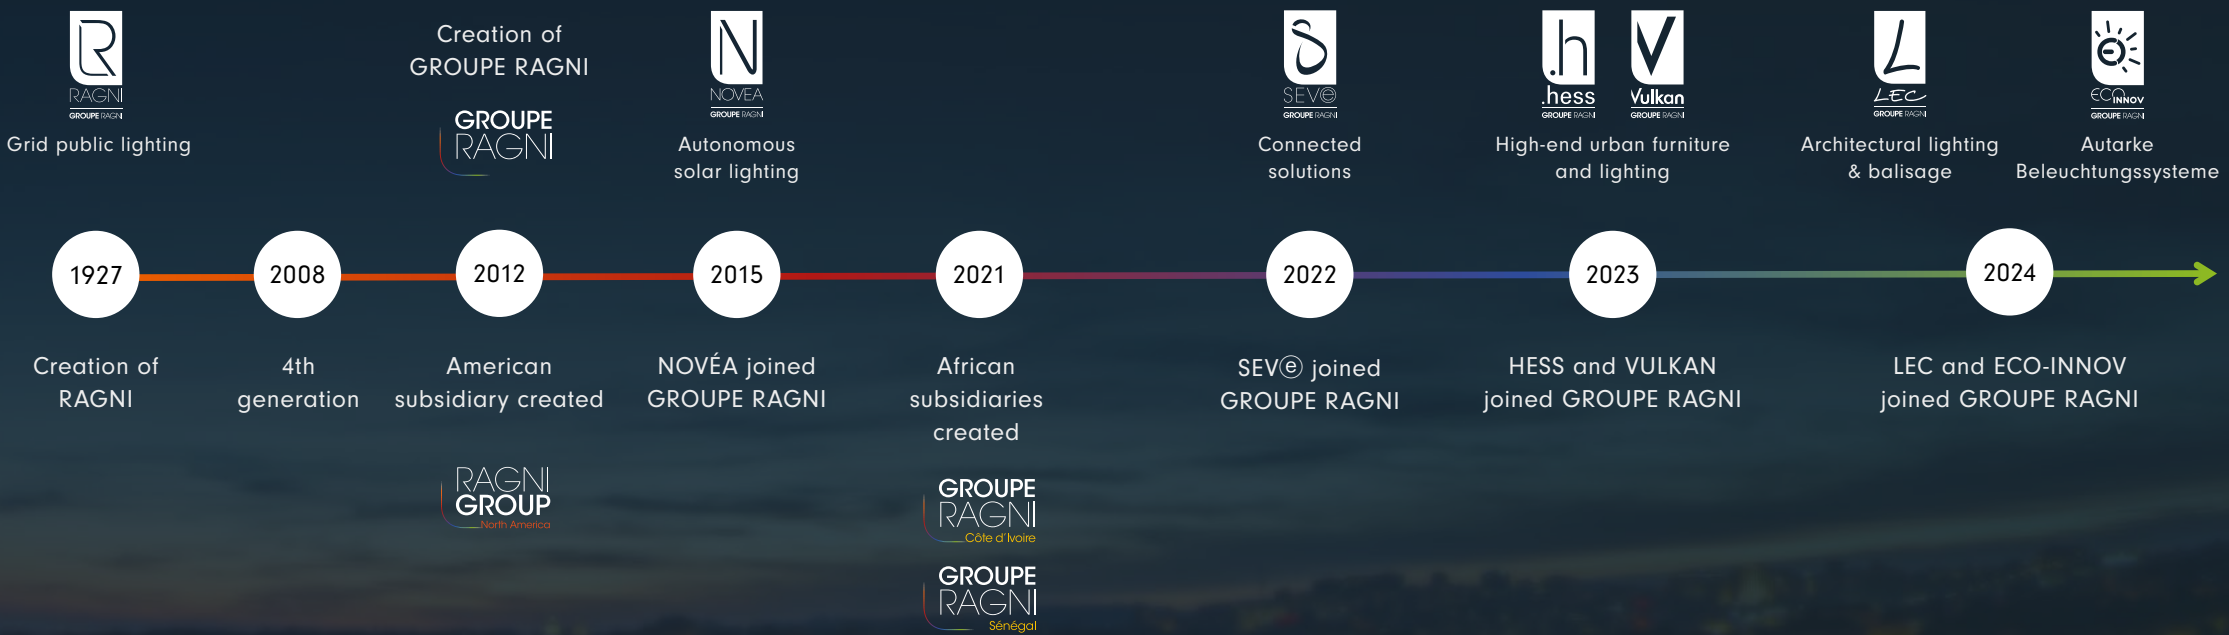 RAGNI
GROUPE RAGNI
Grid public lighting
Creation of
GROUPE RAGNI
GROUPE
RAGNI
N
NOVEA
GROUPE RAGNI
Autonomous
solar lighting
SEVⓔ
GROUPE RAGNI
Connected
solutions
.h
.hess
GROUPE RAGNI
V
Vulkan
GROUPE RAGNI
High-end urban furniture
and lighting
L
LEC
GROUPE RAGNI
Architectural lighting
& balisage
ECO INNOV
GROUPE RAGNI
Autarke
Beleuchtungssysteme
1927
2008
2012
2015
2021
2022
2023
2024
Creation of
RAGNI
4th
generation
American
subsidiary created
RAGNI
GROUP
North America
NOVÉA joined
GROUPE RAGNI
African
subsidiaries
created
GROUPE
RAGNI
Côte d'Ivoire
GROUPE
RAGNI
Sénégal
SEVⓔ joined
GROUPE RAGNI
HESS and VULKAN
joined GROUPE RAGNI
LEC and ECO-INNOV
joined GROUPE RAGNI